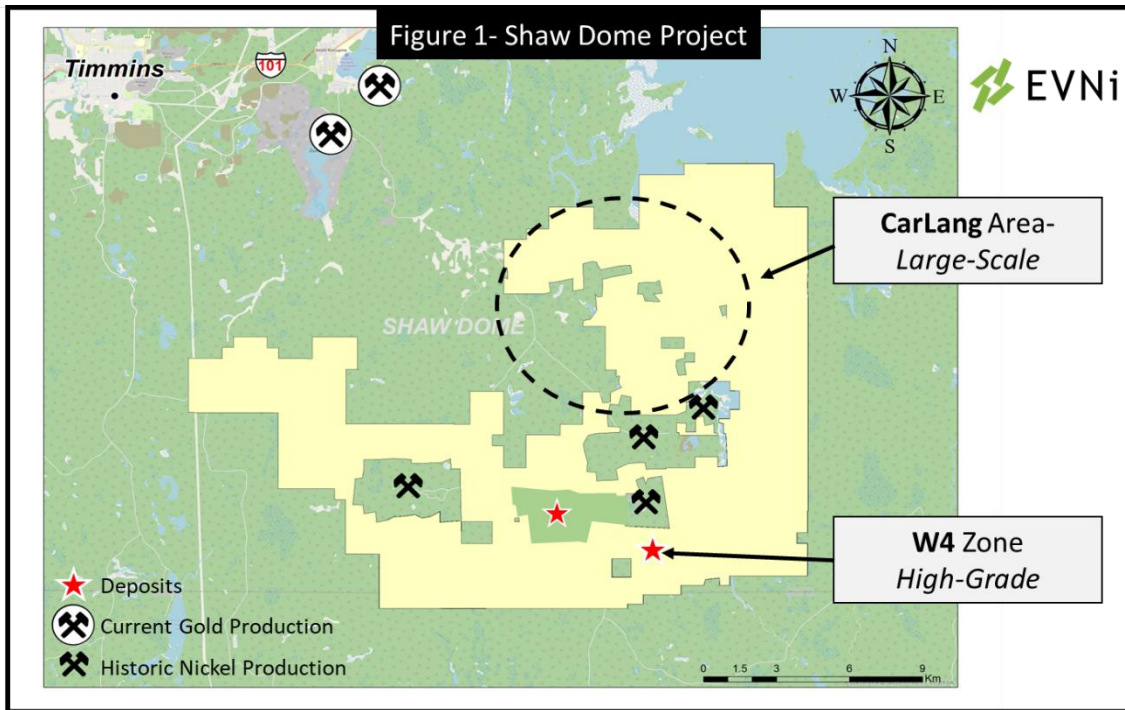 Figure 1- Shaw Dome Project
Timmins
101
N
W
E
S
EVNi
CarLang Area-
Large-Scale
SHAW DOME
W4 Zone
High-Grade
Deposits
Current Gold Production
Historic Nickel Production
0 1.5 3 6 9
Km